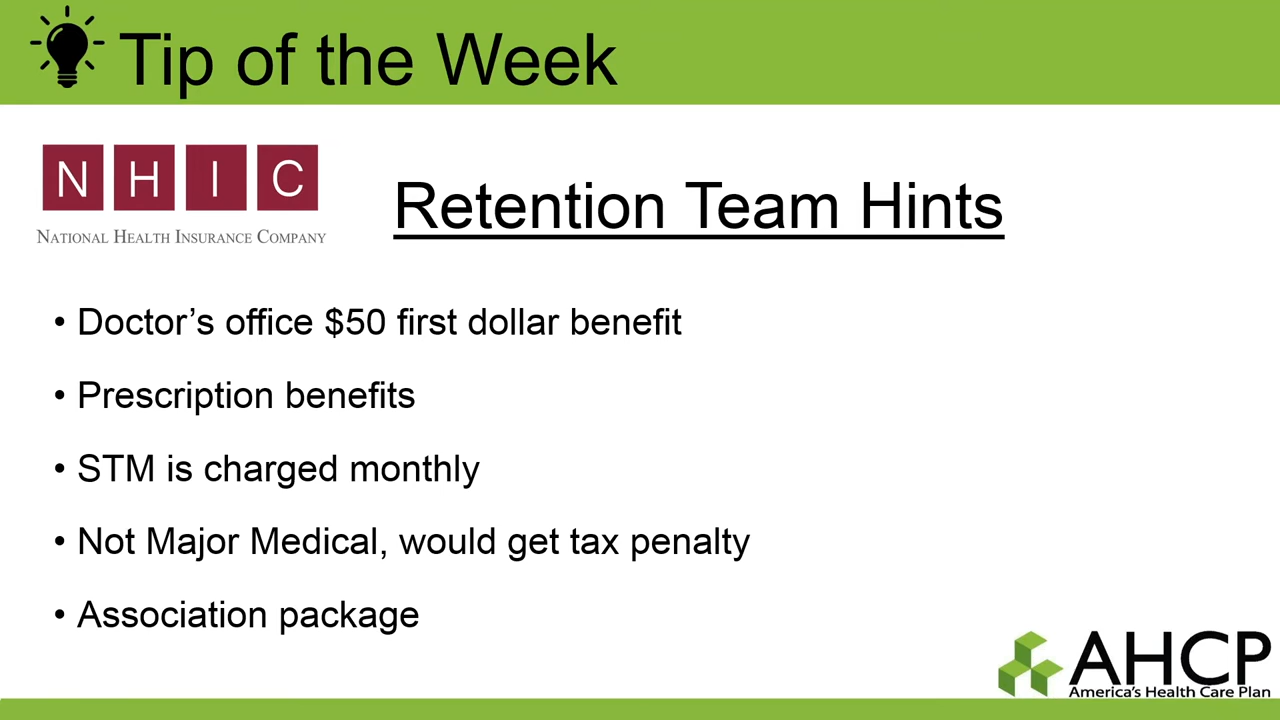 Tip of the Week
N H I C
NATIONAL HEALTH INSURANCE COMPANY
Retention Team Hints
• Doctor’s office $50 first dollar benefit
• Prescription benefits
• STM is charged monthly
• Not Major Medical, would get tax penalty
• Association package
AHCP
America's Health Care Plan